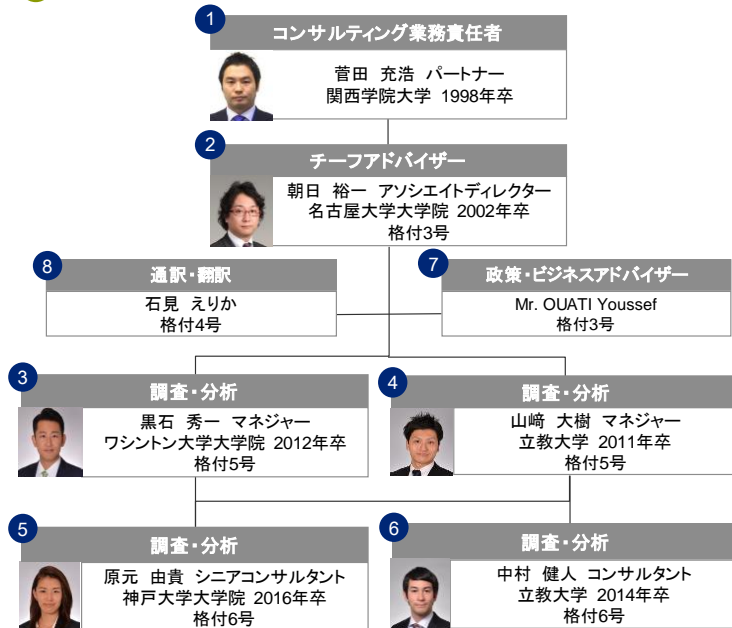 1
コンサルティング業務責任者
菅田 充浩 パートナー
関西学院大学 1998年卒
2
チーフアドバイザー
朝日 裕一 アソシエイトディレクター
名古屋大学大学院 2002年卒
格付3号
8
通訳・翻訳
石見 えりか
格付4号
7
政策・ビジネスアドバイザー
Mr. OUATI Youssef
格付3号
3
調査・分析
黒石 秀一 マネジャー
ワシントン大学大学院 2012年卒
格付5号
4
調査・分析
山﨑 大樹 マネジャー
立教大学 2011年卒
格付5号
5
調査・分析
原元 由貴 シニアコンサルタント
神戸大学大学院 2016年卒
格付6号
6
調査・分析
中村 健人 コンサルタント
立教大学 2014年卒
格付6号